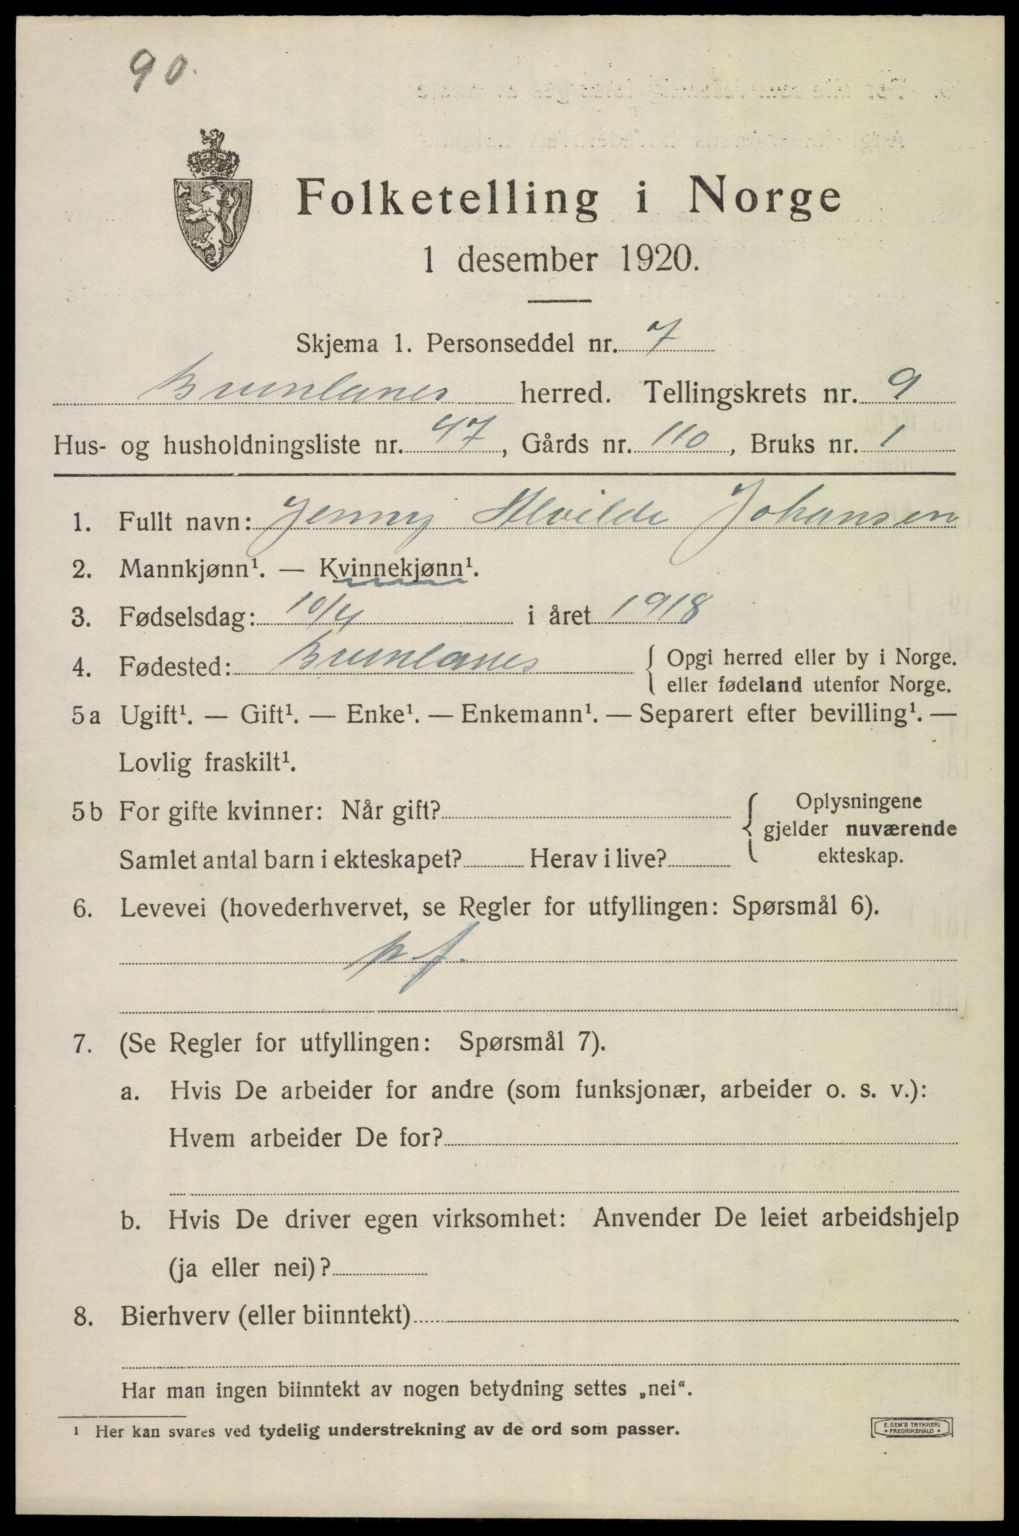 90.
Folketelling i Norge
1 desember 1920.
Skjema 1. Personseddel nr. 7
Brunlanes herred. Tellingskrets nr. 9
Hus- og husholdningsliste nr. 47, Gårds nr. 110, Bruks nr. 1
1. Fullt navn: Jenny Alvilde Johansen
2. Mannkjønn¹. — Kvinnekjønn¹.
3. Fødselsdag: 10/4 i året 1918
4. Fødested: Brunlanes { Opgi herred eller by i Norge.
eller fødeland utenfor Norge.
5a Ugift¹. — Gift¹. — Enke¹. — Enkemann¹. — Separert efter bevilling¹. —
Lovlig fraskilt¹.
5b For gifte kvinner: Når gift? { Oplysningene
gjelder nuværende
Samlet antal barn i ekteskapet? Herav i live? ekteskap.
6. Levevei (hovederhvervet, se Regler for utfyllingen: Spørsmål 6).
p. f.
7. (Se Regler for utfyllingen: Spørsmål 7).
a. Hvis De arbeider for andre (som funksjonær, arbeider o. s. v.):
Hvem arbeider De for?
b. Hvis De driver egen virksomhet: Anvender De leiet arbeidshjelp
(ja eller nei)?
8. Bierhverv (eller biinntekt)
Har man ingen biinntekt av nogen betydning settes „nei“.
¹ Her kan svares ved tydelig understrekning av de ord som passer.
E. SEM'S TRYKKERI
• FREDRIKSHALD •